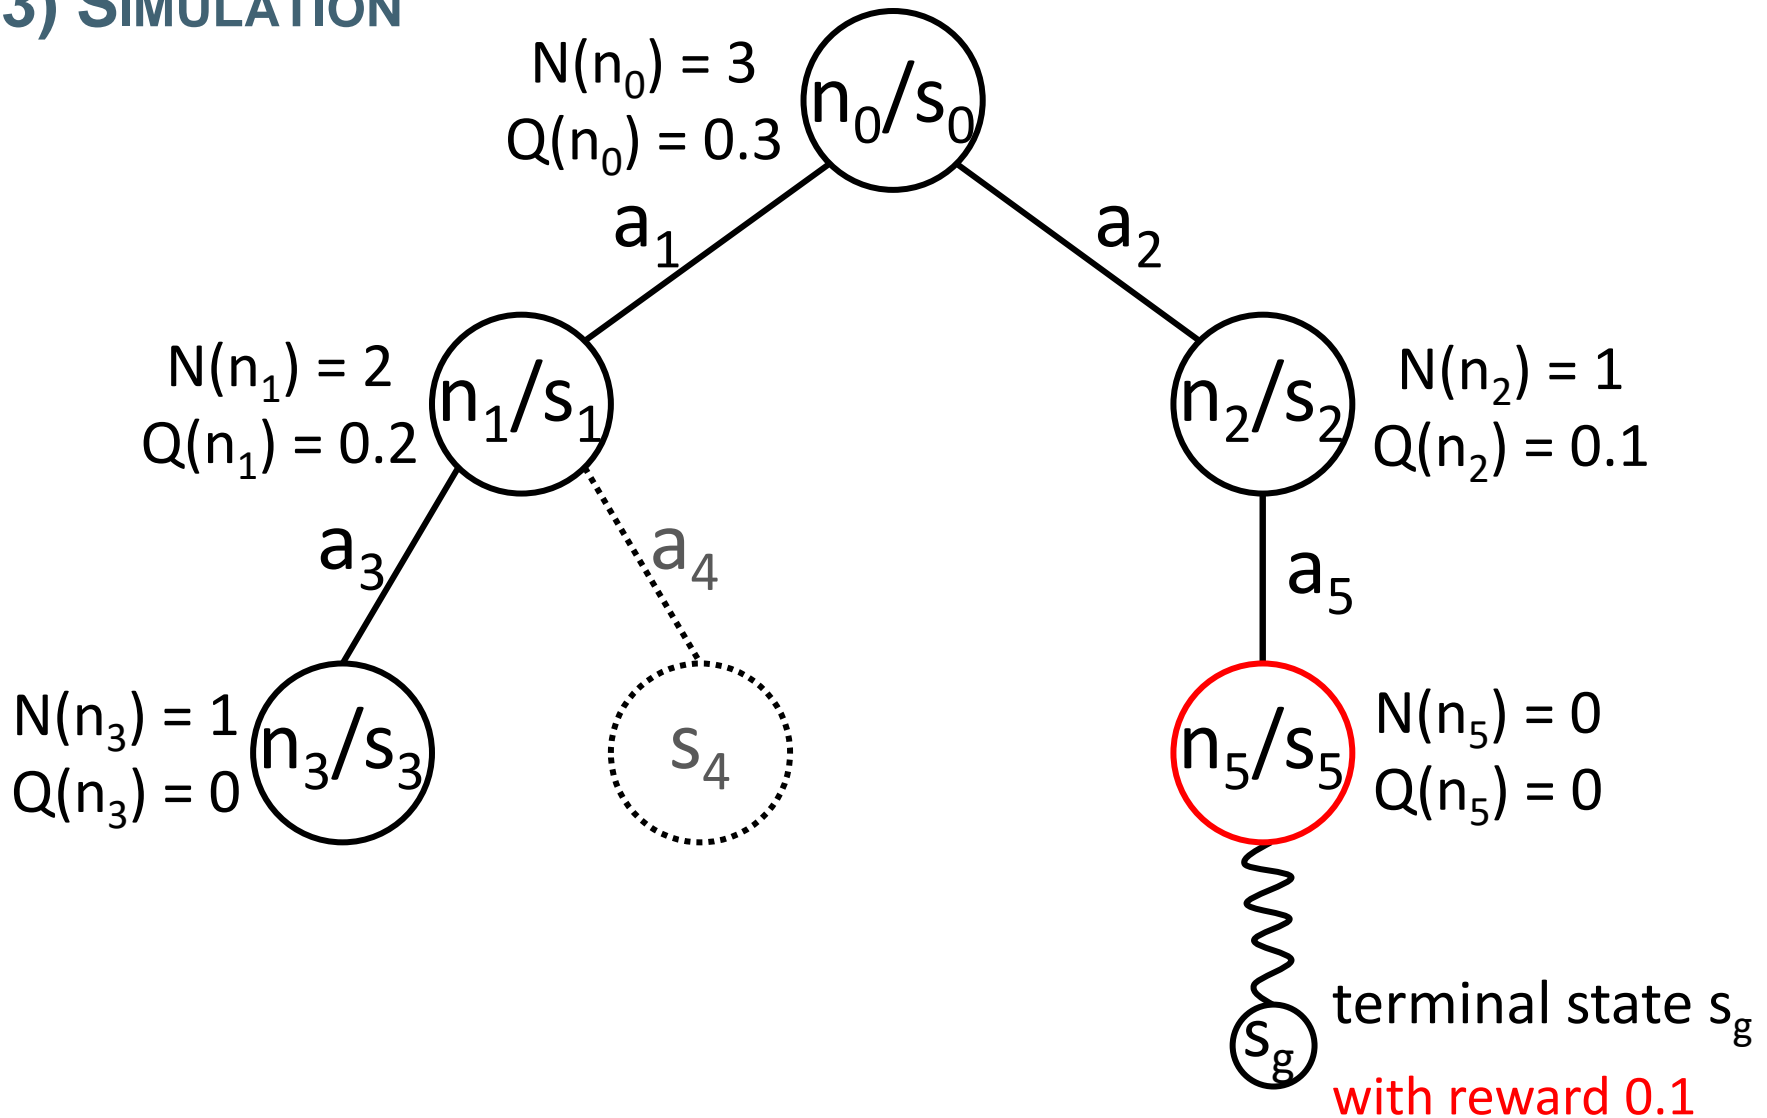 3) SIMULATION
N(n₀) = 3
Q(n₀) = 0.3
n₀/s₀
a₁
a₂
N(n₁) = 2
Q(n₁) = 0.2
n₁/s₁
n₂/s₂
N(n₂) = 1
Q(n₂) = 0.1
a₃
a₄
a₅
N(n₃) = 1
Q(n₃) = 0
n₃/s₃
s₄
n₅/s₅
N(n₅) = 0
Q(n₅) = 0
s_g
terminal state s_g
with reward 0.1